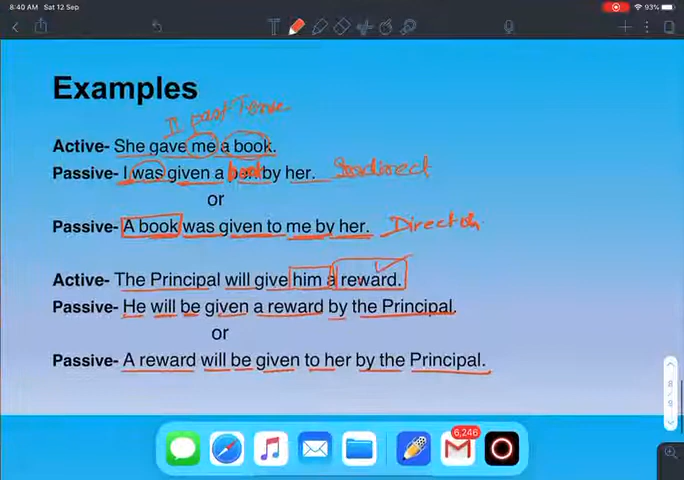 8:40 AM Sat 12 Sep
93%
Examples
II past Tense
Active- She gave me a book.
Passive- I was given a book by her. Indirect
or
Passive- A book was given to me by her. Direct Ob
Active- The Principal will give him a reward.
Passive- He will be given a reward by the Principal.
or
Passive- A reward will be given to her by the Principal.
6,246